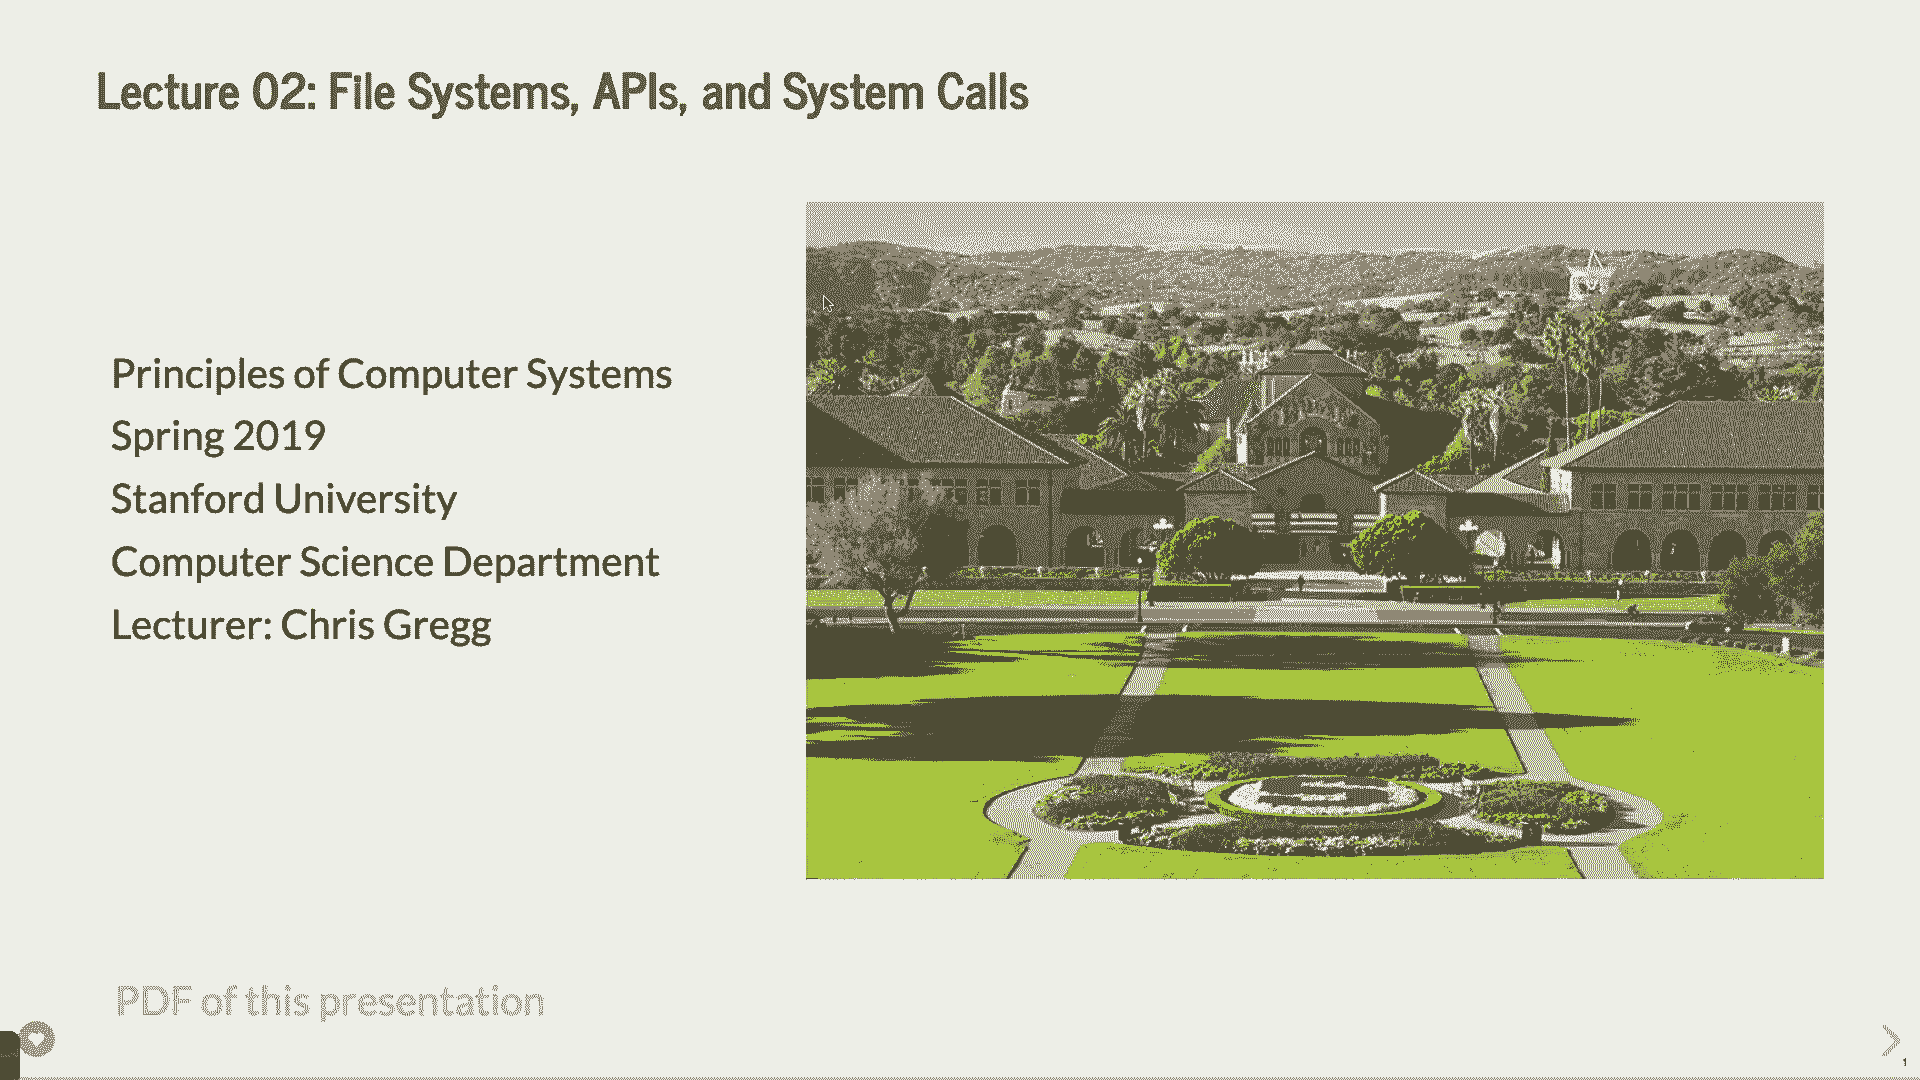 Lecture 02: File Systems, APIs, and System Calls
Principles of Computer Systems
Spring 2019
Stanford University
Computer Science Department
Lecturer: Chris Gregg
PDF of this presentation
1